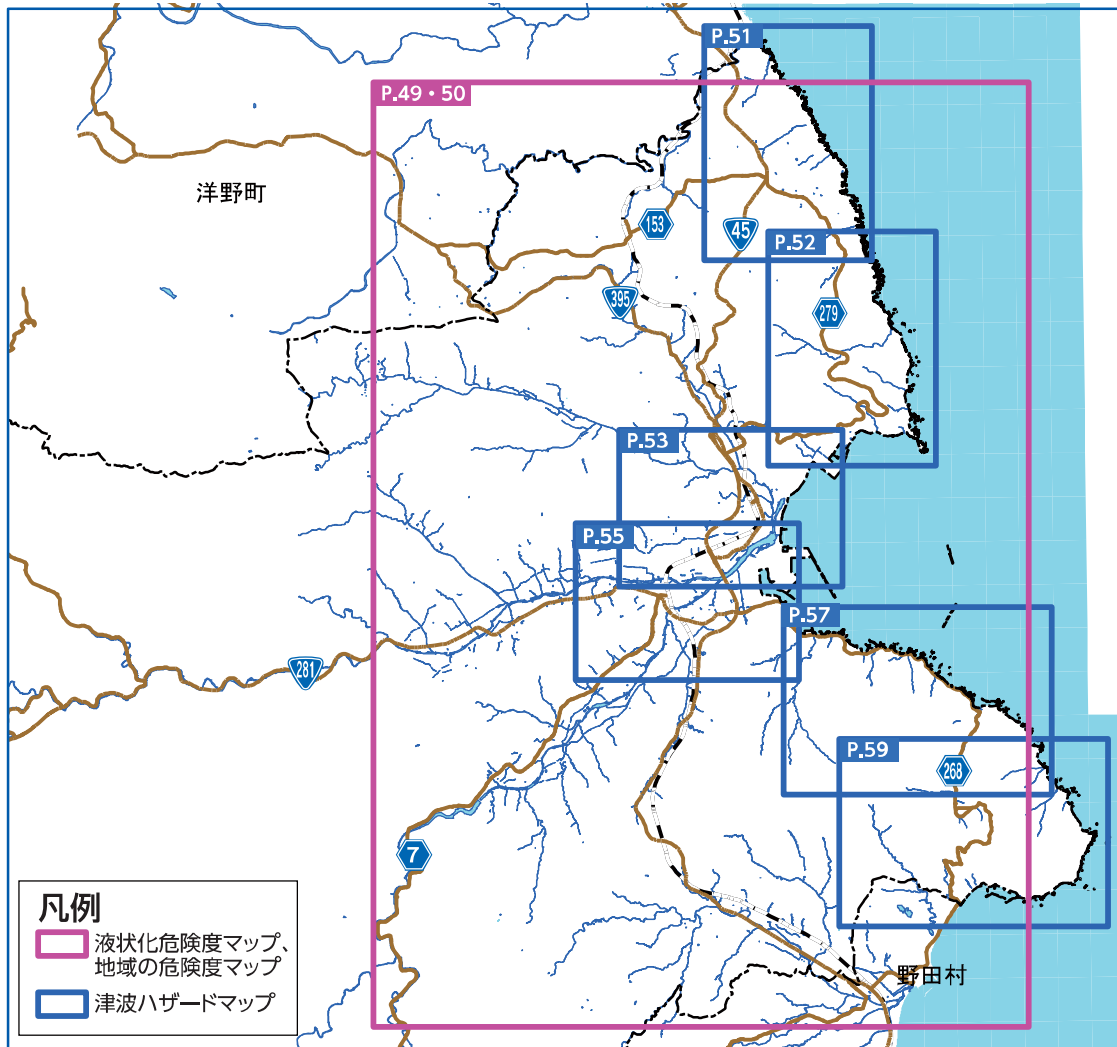 P.51
P.49・50
洋野町
153
45
P.52
395
279
P.53
P.55
P.57
281
P.59
268
7
凡例
液状化危険度マップ、
地域の危険度マップ
津波ハザードマップ
野田村